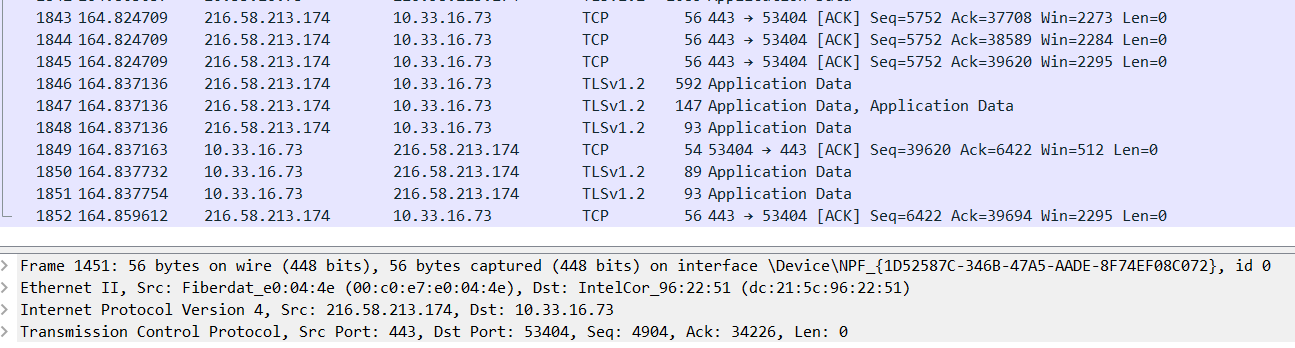 1843 164.824709 216.58.213.174 10.33.16.73 TCP 56 443 → 53404 [ACK] Seq=5752 Ack=37708 Win=2273 Len=0
1844 164.824709 216.58.213.174 10.33.16.73 TCP 56 443 → 53404 [ACK] Seq=5752 Ack=38589 Win=2284 Len=0
1845 164.824709 216.58.213.174 10.33.16.73 TCP 56 443 → 53404 [ACK] Seq=5752 Ack=39620 Win=2295 Len=0
1846 164.837136 216.58.213.174 10.33.16.73 TLSv1.2 592 Application Data
1847 164.837136 216.58.213.174 10.33.16.73 TLSv1.2 147 Application Data, Application Data
1848 164.837136 216.58.213.174 10.33.16.73 TLSv1.2 93 Application Data
1849 164.837163 10.33.16.73 216.58.213.174 TCP 54 53404 → 443 [ACK] Seq=39620 Ack=6422 Win=512 Len=0
1850 164.837732 10.33.16.73 216.58.213.174 TLSv1.2 89 Application Data
1851 164.837754 10.33.16.73 216.58.213.174 TLSv1.2 93 Application Data
1852 164.859612 216.58.213.174 10.33.16.73 TCP 56 443 → 53404 [ACK] Seq=6422 Ack=39694 Win=2295 Len=0
Frame 1451: 56 bytes on wire (448 bits), 56 bytes captured (448 bits) on interface \Device\NPF_{1D52587C-346B-47A5-AADE-8F74EF08C072}, id 0
Ethernet II, Src: Fiberdat_e0:04:4e (00:c0:e7:e0:04:4e), Dst: IntelCor_96:22:51 (dc:21:5c:96:22:51)
Internet Protocol Version 4, Src: 216.58.213.174, Dst: 10.33.16.73
Transmission Control Protocol, Src Port: 443, Dst Port: 53404, Seq: 4904, Ack: 34226, Len: 0